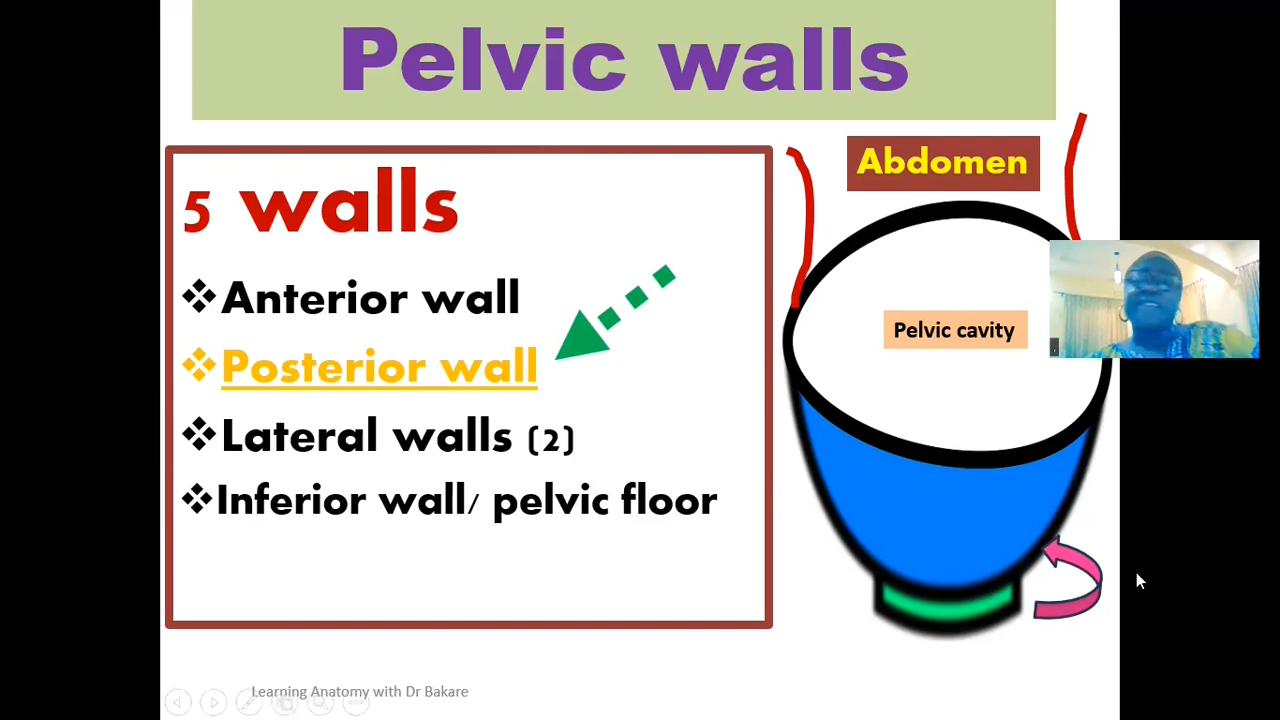 Pelvic walls
5 walls
❖Anterior wall
❖Posterior wall
❖Lateral walls (2)
❖Inferior wall/ pelvic floor
Abdomen
Pelvic cavity
Learning Anatomy with Dr Bakare